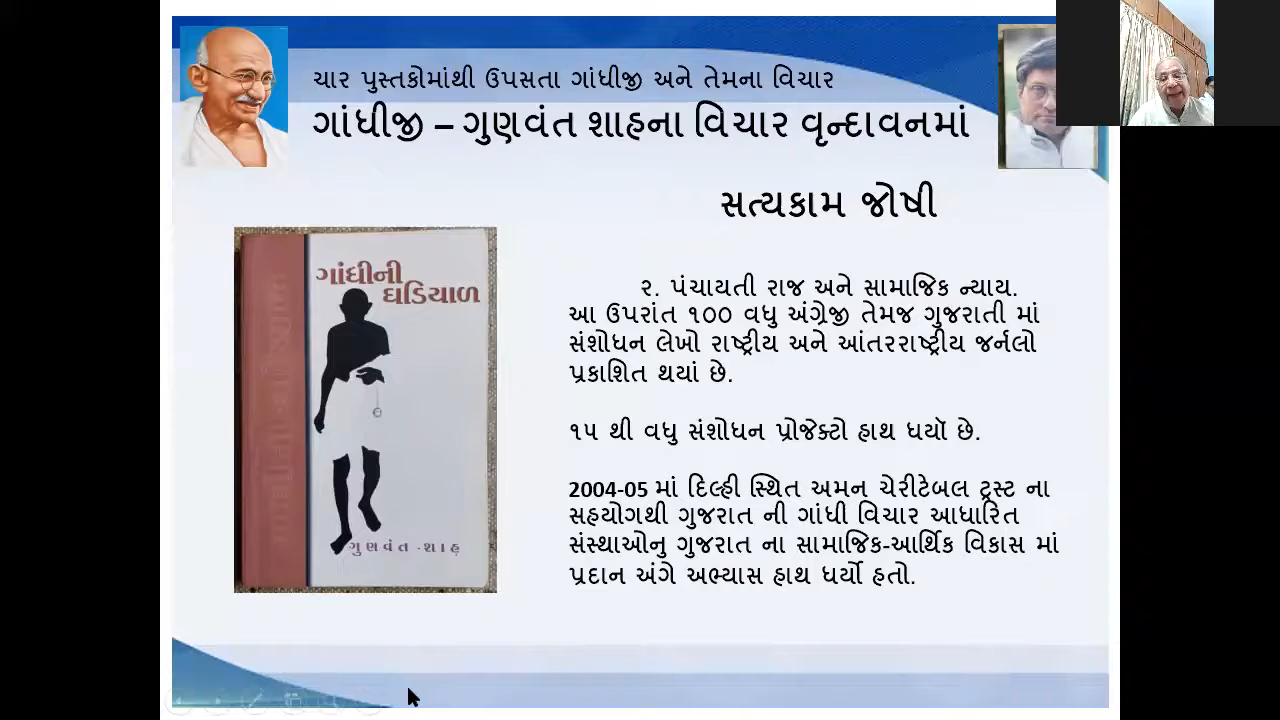 ચાર પુસ્તકોમાંથી ઉપસતા ગાંધીજી અને તેમના વિચાર
ગાંધીજી – ગુણવંત શાહના વિચાર વૃન્દાવનમાં
સત્યકામ જોષી
ગાંધીની
ઘડિયાળ
ગુણવંત શાહ
૨. પંચાયતી રાજ અને સામાજિક ન્યાય.
આ ઉપરાંત ૧૦૦ વધુ અંગ્રેજી તેમજ ગુજરાતી માં
સંશોધન લેખો રાષ્ટ્રીય અને આંતરરાષ્ટ્રીય જર્નલો
પ્રકાશિત થયાં છે.
૧૫ થી વધુ સંશોધન પ્રોજેક્ટો હાથ ધયૉ છે.
2004-05 માં દિલ્હી સ્થિત અમન ચેરીટેબલ ટ્રસ્ટ ના
સહયોગથી ગુજરાત ની ગાંધી વિચાર આધારિત
સંસ્થાઓનુ ગુજરાત ના સામાજિક-આર્થિક વિકાસ માં
પ્રદાન અંગે અભ્યાસ હાથ ધર્યો હતો.